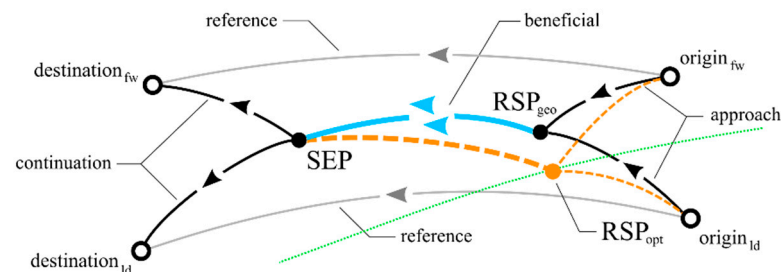 reference
beneficial
destination fw
origin fw
RSP geo
approach
continuation
SEP
RSP opt
origin ld
reference
destination ld